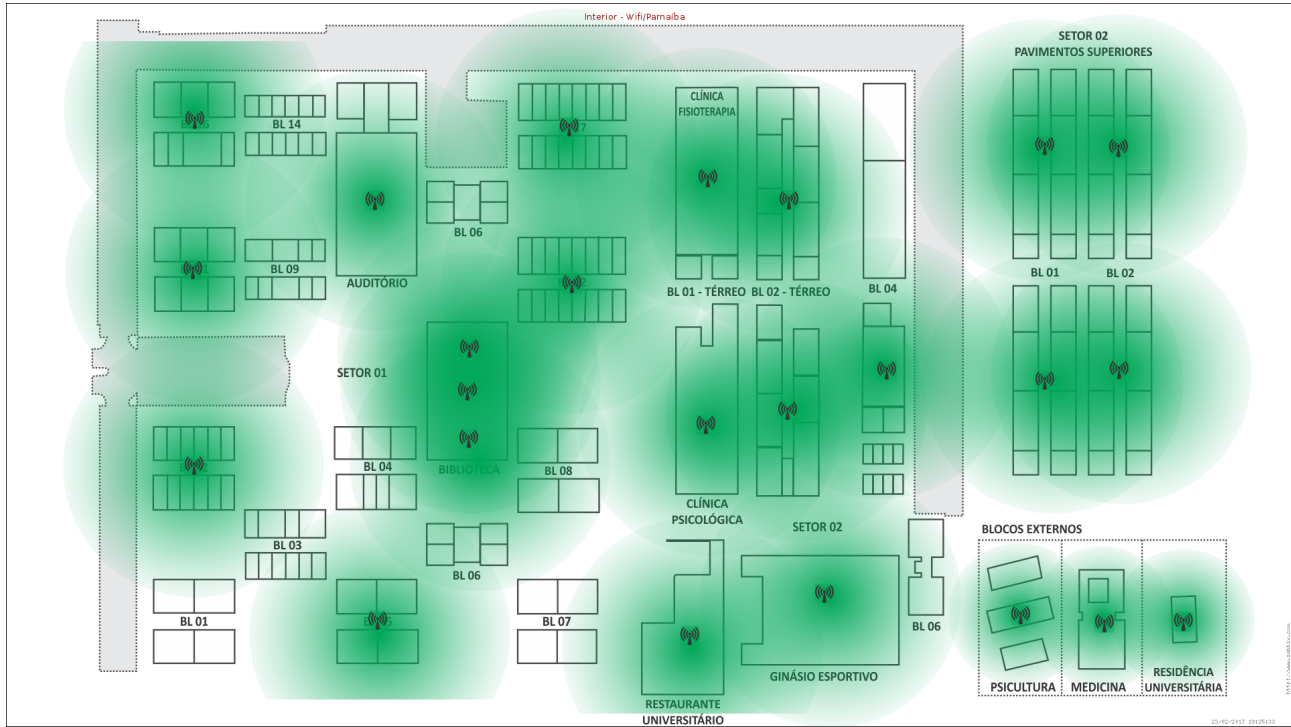 Interior - Wifi/Parnaíba
SETOR 02
PAVIMENTOS SUPERIORES
CLÍNICA
FISIOTERAPIA
BL 14
BL 06
BL 09
AUDITÓRIO
BL 01 - TÉRREO
BL 02 - TÉRREO
BL 04
BL 01
BL 02
SETOR 01
BL 04
BIBLIOTECA
BL 08
CLÍNICA
PSICOLÓGICA
SETOR 02
BLOCOS EXTERNOS
BL 03
BL 06
BL 01
BL 07
BL 06
GINÁSIO ESPORTIVO
RESTAURANTE
UNIVERSITÁRIO
PSICULTURA
MEDICINA
RESIDÊNCIA
UNIVERSITÁRIA